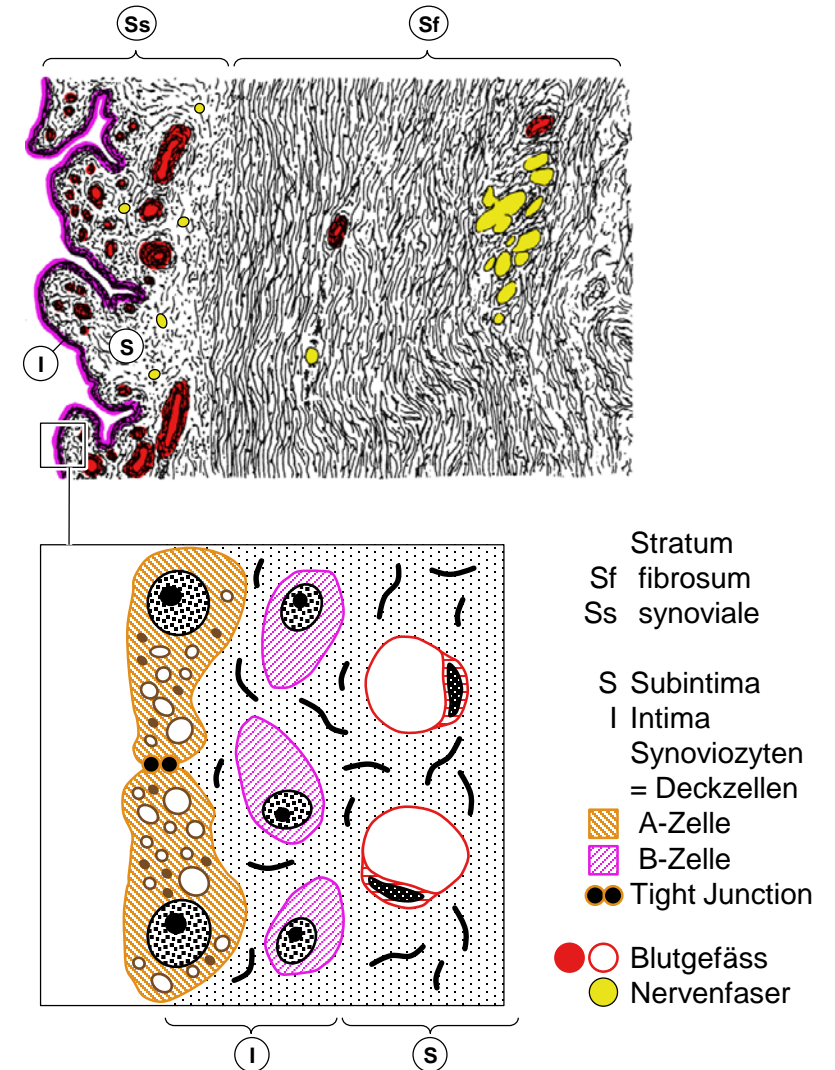 Ss
Sf
S
I
Stratum
Sf fibrosum
Ss synoviale
S Subintima
I Intima
Synoviozyten
= Deckzellen
A-Zelle
B-Zelle
Tight Junction
Blutgefäss
Nervenfaser
I
S